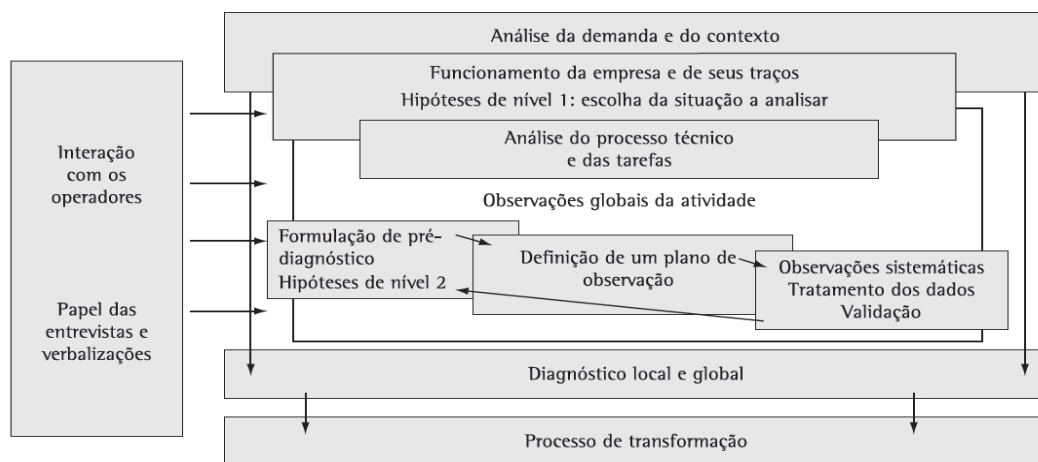 Análise da demanda e do contexto
Funcionamento da empresa e de seus traços
Hipóteses de nível 1: escolha da situação a analisar
Análise do processo técnico
e das tarefas
Interação
com os
operadores
Papel das
entrevistas e
verbalizações
Observações globais da atividade
Formulação de pré-
diagnóstico
Hipóteses de nível 2
Definição de um plano de
observação
Observações sistemáticas
Tratamento dos dados
Validação
Diagnóstico local e global
Processo de transformação